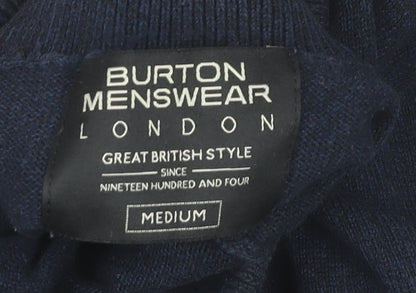 BURTON
MENSWEAR
LONDON
GREAT BRITISH STYLE
SINCE
NINETEEN HUNDRED AND FOUR
MEDIUM